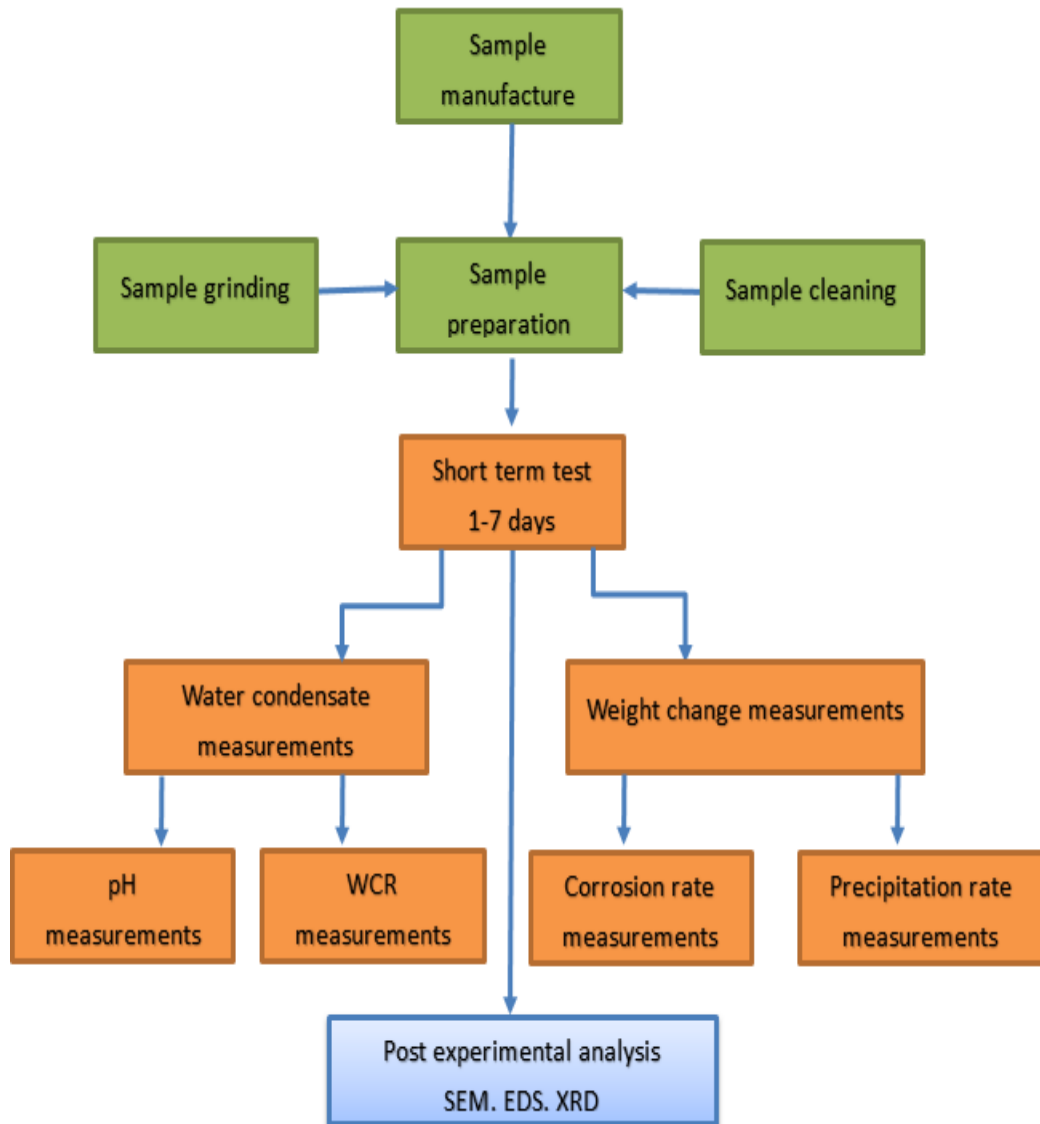 Sample
manufacture
Sample grinding
Sample
preparation
Sample cleaning
Short term test
1-7 days
Water condensate
measurements
Weight change measurements
pH
measurements
WCR
measurements
Corrosion rate
measurements
Precipitation rate
measurements
Post experimental analysis
SEM. EDS. XRD